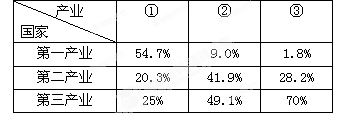 产业 ① ② ③
国家
第一产业 54.7% 9.0% 1.8%
第二产业 20.3% 41.9% 28.2%
第三产业 25% 49.1% 70%